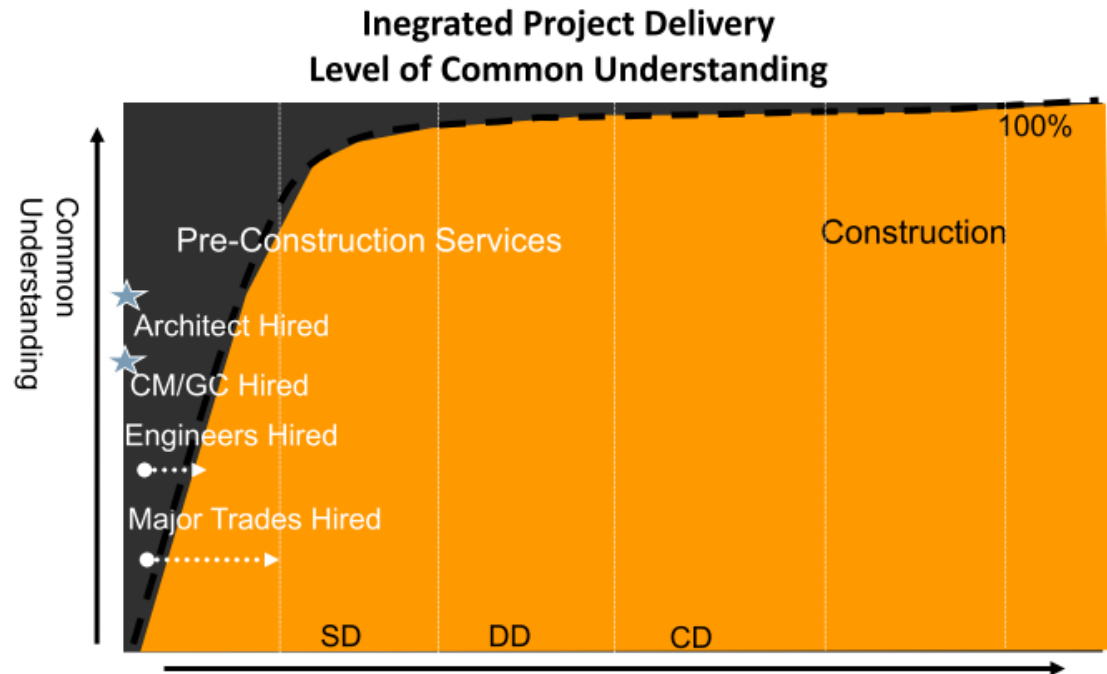 Inegrated Project Delivery
Level of Common Understanding
100%
Pre-Construction Services
Construction
Common
Understanding
Architect Hired
CM/GC Hired
Engineers Hired
Major Trades Hired
SD
DD
CD